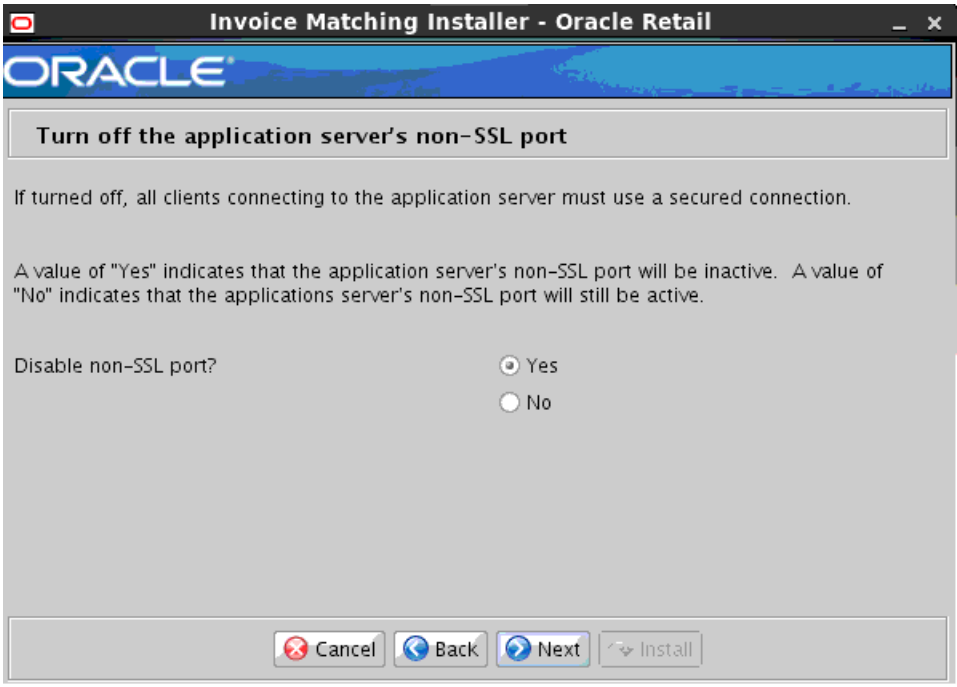 Invoice Matching Installer - Oracle Retail
ORACLE
Turn off the application server's non-SSL port
If turned off, all clients connecting to the application server must use a secured connection.
A value of "Yes" indicates that the application server's non-SSL port will be inactive. A value of
"No" indicates that the applications server's non-SSL port will still be active.
Disable non-SSL port?
Yes
No
Cancel
Back
Next
Install